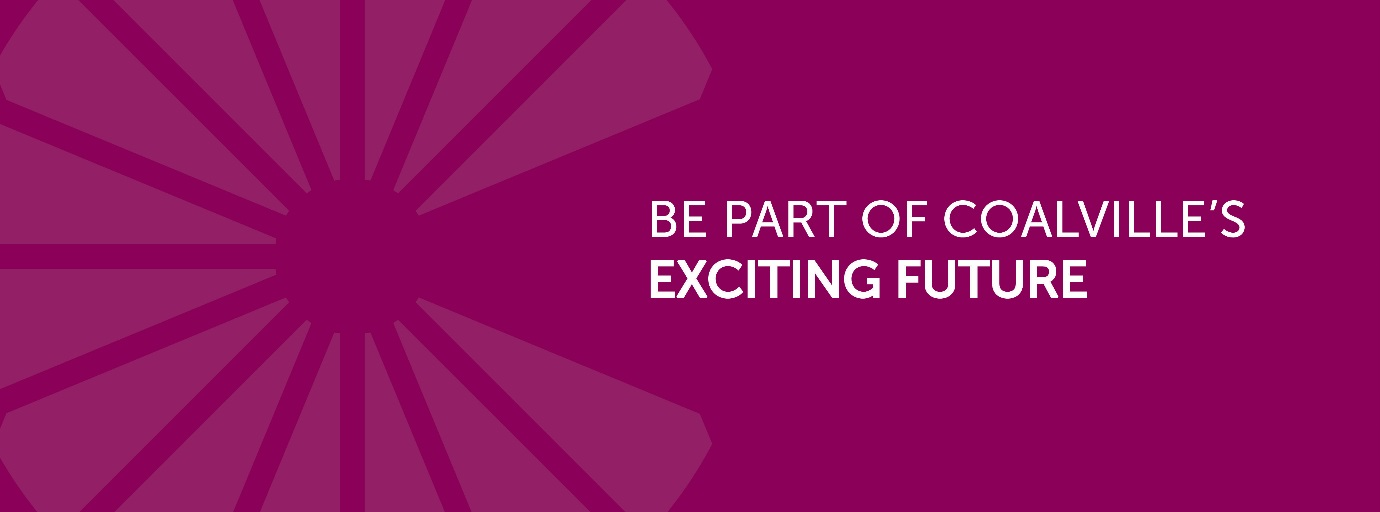 BE PART OF COALVILLE’S
EXCITING FUTURE